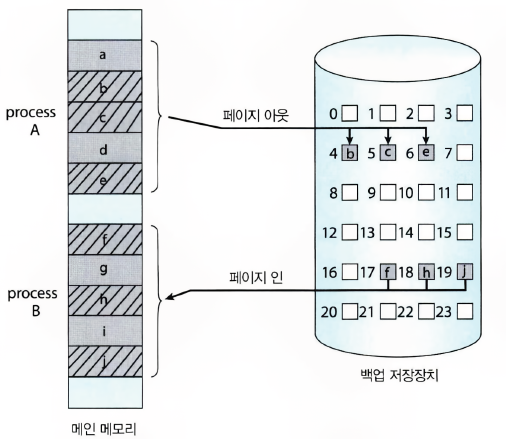 process
A
a
b
c
d
e
process
B
f
g
h
i
j
메인 메모리
페이지 아웃
페이지 인
0 1 2 3
4 b 5 c 6 e 7
8 9 10 11
12 13 14 15
16 17 f 18 h 19 j
20 21 22 23
백업 저장장치